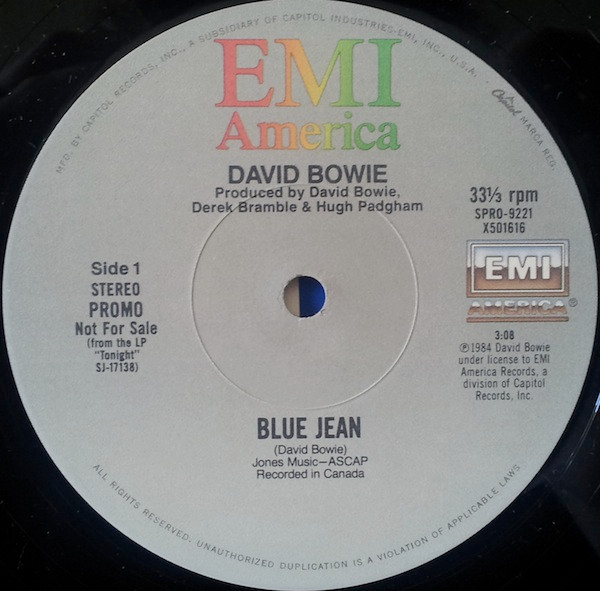 MFD. BY CAPITOL RECORDS, INC., A SUBSIDIARY OF CAPITOL INDUSTRIES-EMI, INC., U.S.A. · Capitol MARCA REG.
EMI
America
DAVID BOWIE
Produced by David Bowie,
Derek Bramble & Hugh Padgham
33⅓ rpm
SPRO-9221
X501616
EMI
AMERICA®
Side 1
STEREO
PROMO
Not For Sale
(from the LP
"Tonight"
SJ-17138)
3:08
℗1984 David Bowie
under license to EMI
America Records, a
division of Capitol
Records, Inc.
BLUE JEAN
(David Bowie)
Jones Music—ASCAP
Recorded in Canada
ALL RIGHTS RESERVED. UNAUTHORIZED DUPLICATION IS A VIOLATION OF APPLICABLE LAWS